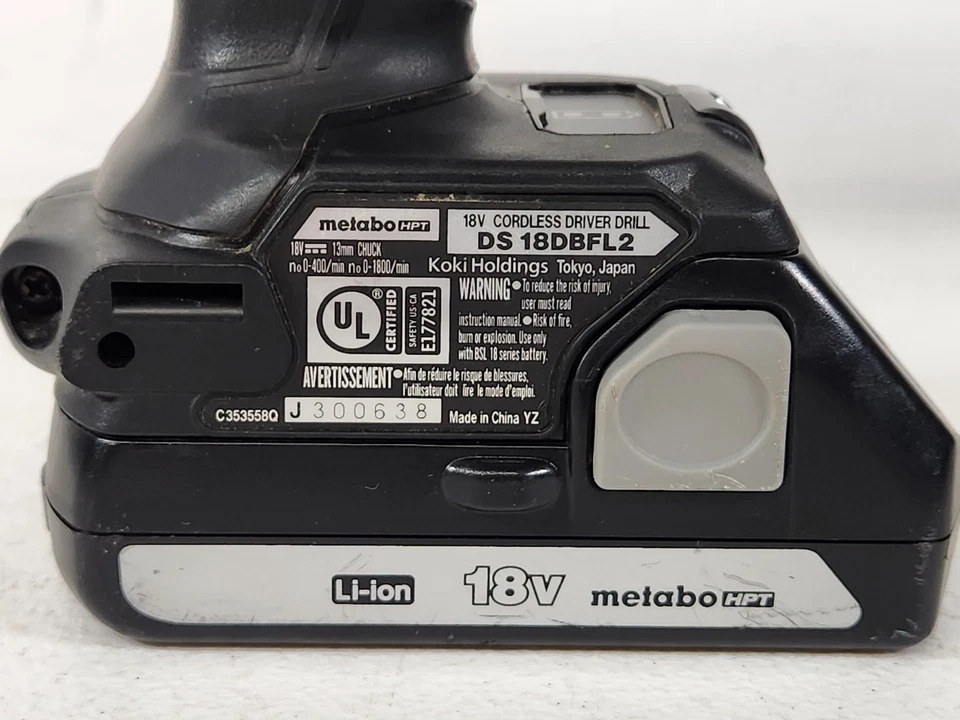 metabo HPT
18V CORDLESS DRIVER DRILL
DS 18DBFL2
18V 13mm CHUCK
no 0-400/min no 0-1800/min
Koki Holdings Tokyo, Japan
UL ®
CERTIFIED
SAFETY US-CA
E177821
WARNING ● To reduce the risk of injury,
user must read
instruction manual. ● Risk of fire,
burn or explosion. Use only
with BSL 18 series battery.
AVERTISSEMENT ● Afin de réduire le risque de blessures,
l'utilisateur doit lire le mode d'emploi.
C353558Q J 300638 Made in China YZ
Li-ion 18V metabo HPT